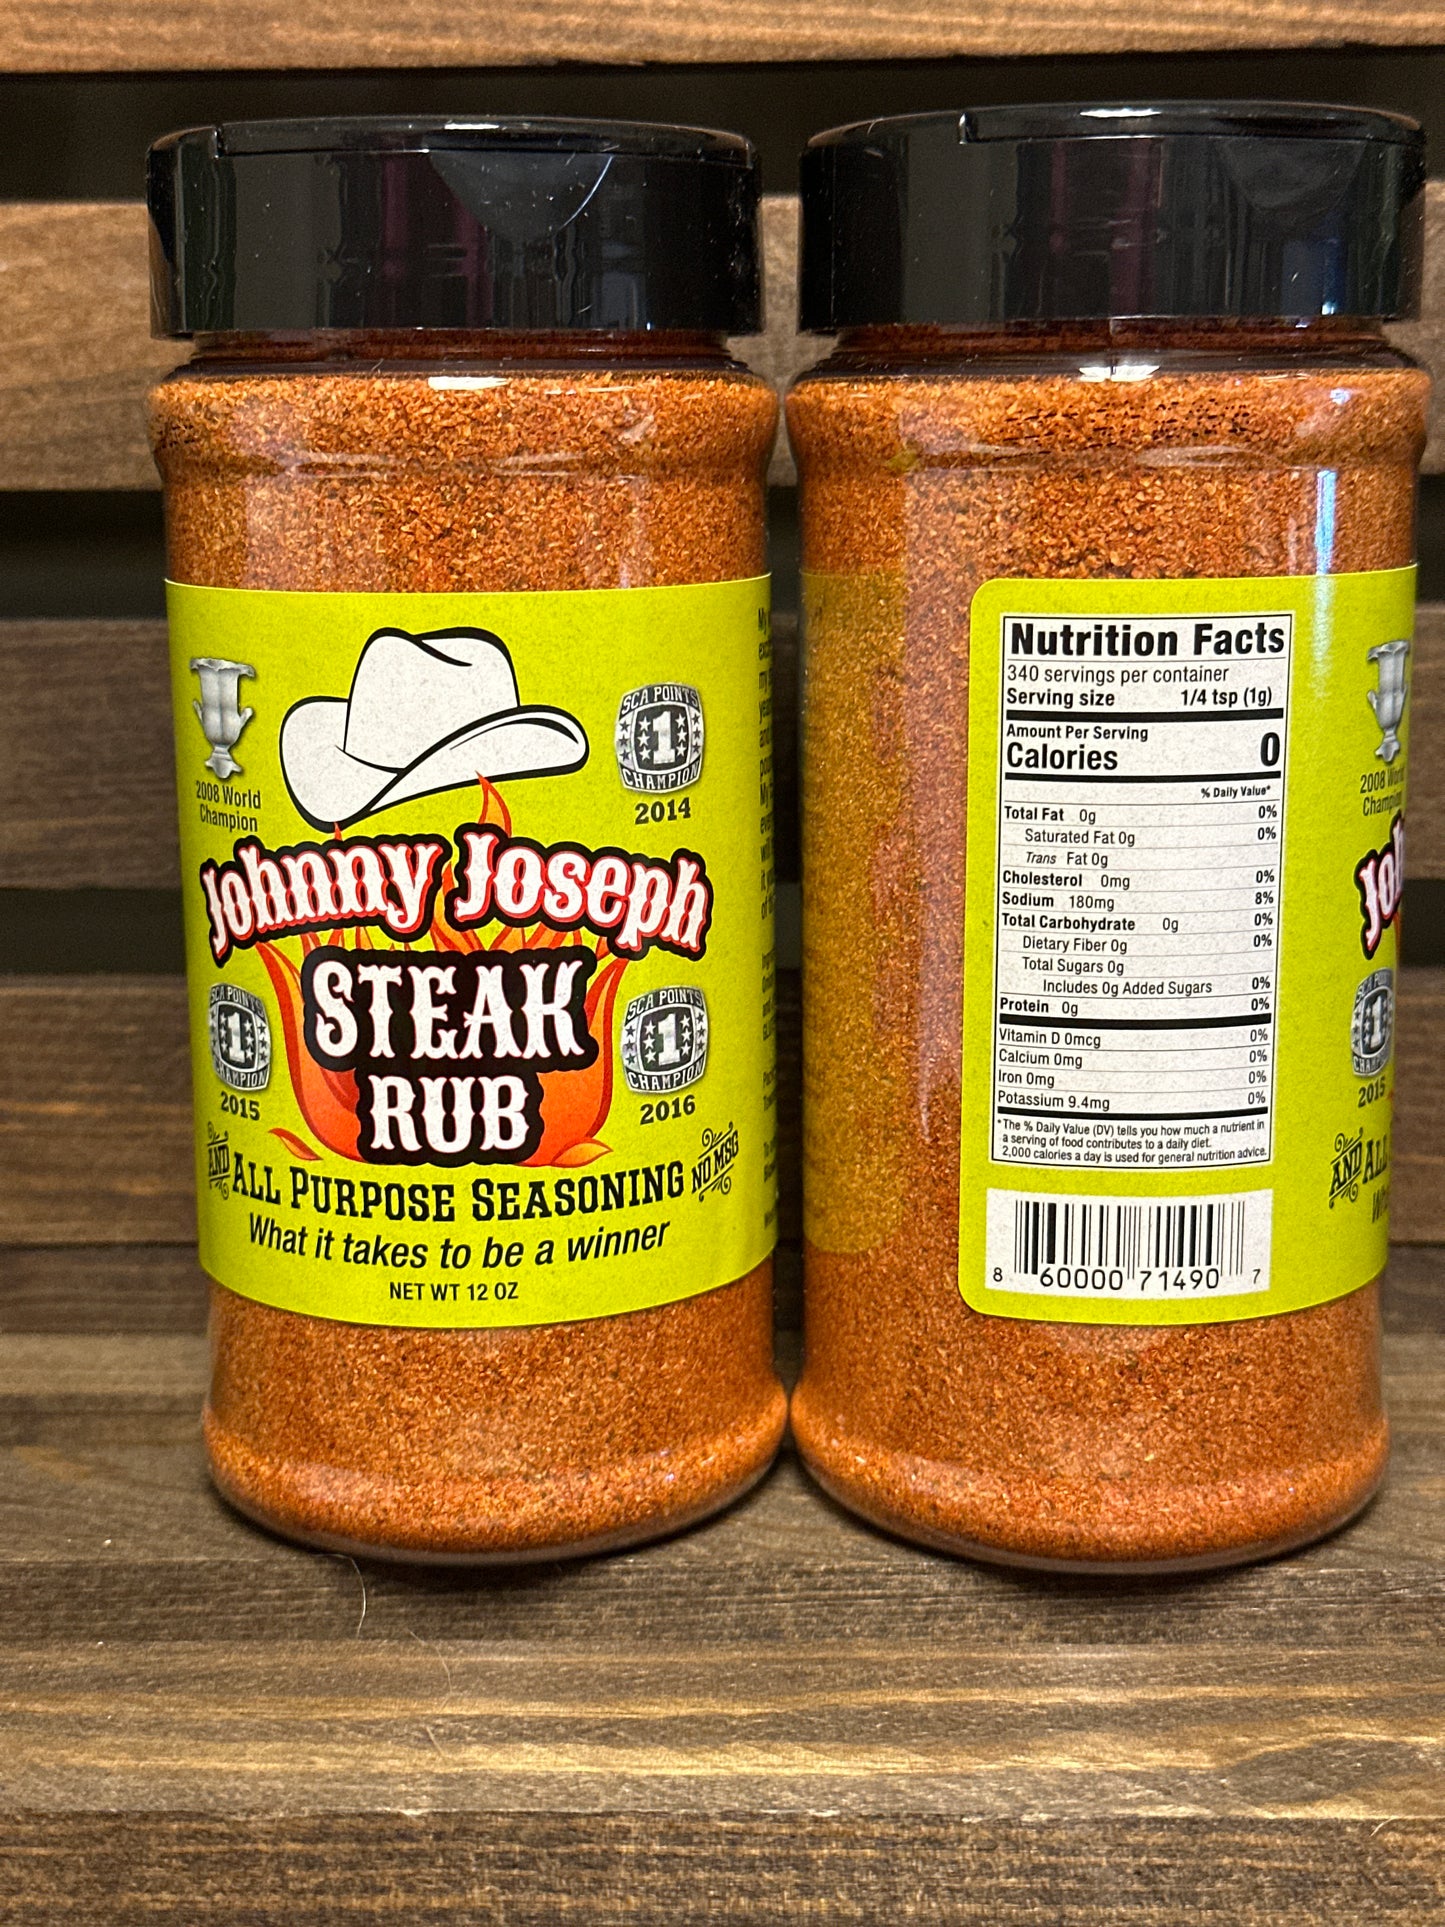 2008 World
Champion
SCA POINTS
1
CHAMPION
2014
Johnny Joseph
STEAK
RUB
SCA POINTS
1
CHAMPION
2015
SCA POINTS
1
CHAMPION
2016
AND ALL PURPOSE SEASONING NO MSG
What it takes to be a winner
NET WT 12 OZ
Nutrition Facts
340 servings per container
Serving size 1/4 tsp (1g)
Amount Per Serving
Calories 0
% Daily Value*
Total Fat 0g 0%
Saturated Fat 0g 0%
Trans Fat 0g
Cholesterol 0mg 0%
Sodium 180mg 8%
Total Carbohydrate 0g 0%
Dietary Fiber 0g 0%
Total Sugars 0g
Includes 0g Added Sugars 0%
Protein 0g 0%
Vitamin D 0mcg 0%
Calcium 0mg 0%
Iron 0mg 0%
Potassium 9.4mg 0%
*The % Daily Value (DV) tells you how much a nutrient in
a serving of food contributes to a daily diet.
2,000 calories a day is used for general nutrition advice.
8 60000 71490 7
2008
2015
AND ALL